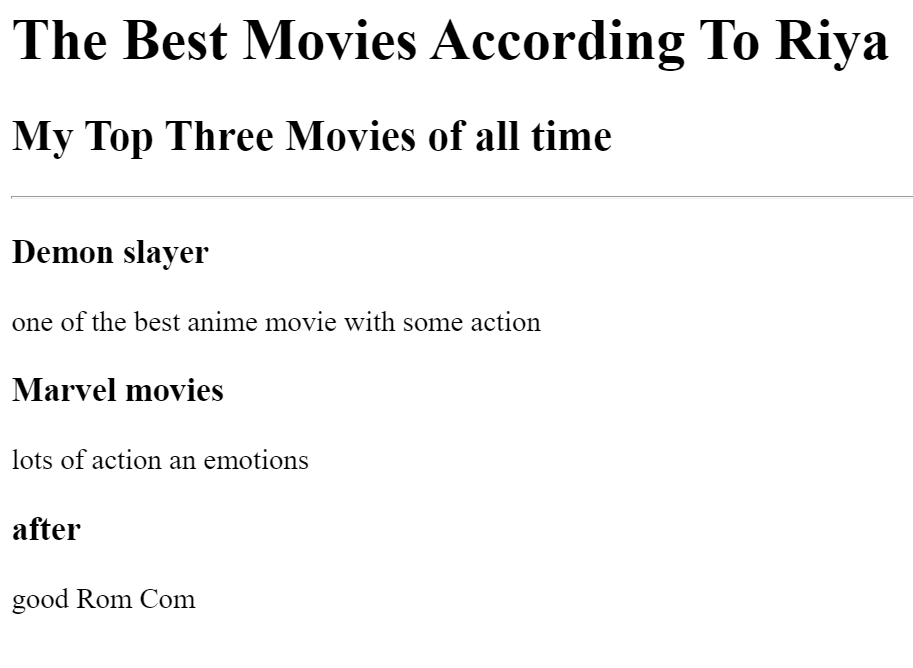 The Best Movies According To Riya
My Top Three Movies of all time
Demon slayer
one of the best anime movie with some action
Marvel movies
lots of action an emotions
after
good Rom Com